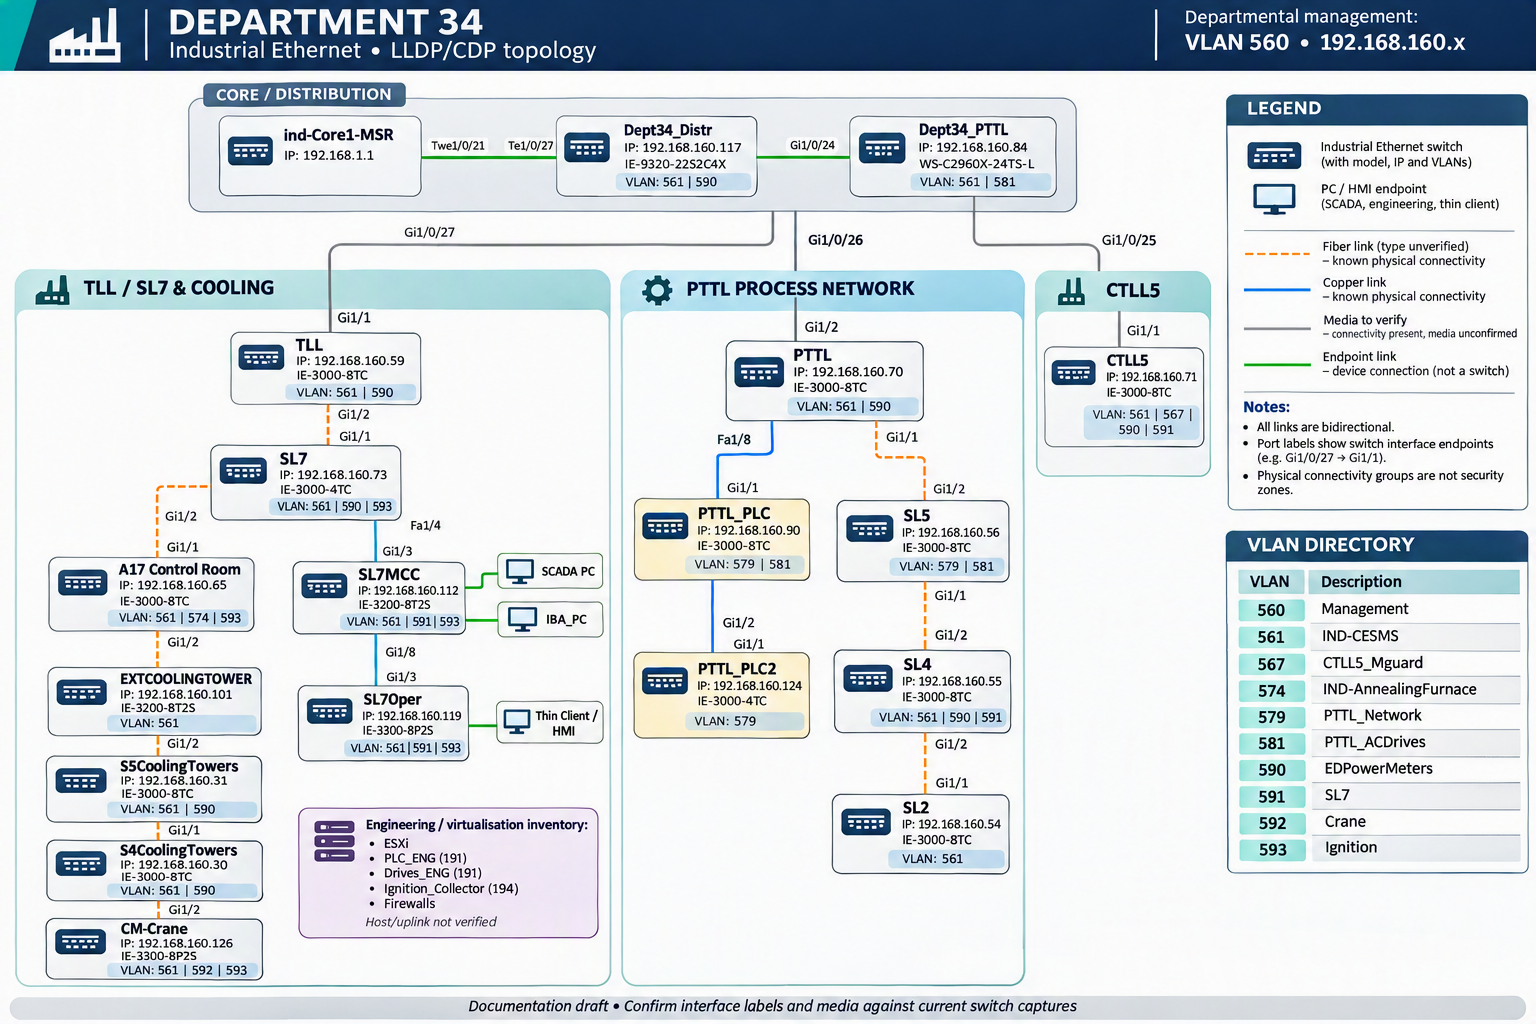 DEPARTMENT 34
Industrial Ethernet • LLDP/CDP topology
Departmental management:
VLAN 560 • 192.168.160.x
CORE / DISTRIBUTION
ind-Core1-MSR
IP: 192.168.1.1
Twe1/0/21
Te1/0/27
Dept34_Distr
IP: 192.168.160.117
IE-9320-22S2C4X
VLAN: 561 | 590
Gi1/0/24
Dept34_PTTL
IP: 192.168.160.84
WS-C2960X-24TS-L
VLAN: 561 | 581
Gi1/0/27
Gi1/0/26
Gi1/0/25
TLL / SL7 & COOLING
Gi1/1
TLL
IP: 192.168.160.59
IE-3000-8TC
VLAN: 561 | 590
Gi1/2
Gi1/1
SL7
IP: 192.168.160.73
IE-3000-4TC
VLAN: 561 | 590 | 593
Gi1/2
Gi1/1
A17 Control Room
IP: 192.168.160.65
IE-3000-8TC
VLAN: 561 | 574 | 593
Gi1/2
EXTCOOLINGTOWER
IP: 192.168.160.101
IE-3200-8T2S
VLAN: 561
Gi1/2
S5CoolingTowers
IP: 192.168.160.31
IE-3000-8TC
VLAN: 561 | 590
Gi1/1
S4CoolingTowers
IP: 192.168.160.30
IE-3000-8TC
VLAN: 561 | 590
Gi1/2
CM-Crane
IP: 192.168.160.126
IE-3300-8P2S
VLAN: 561 | 592 | 593
Fa1/4
Gi1/3
SL7MCC
IP: 192.168.160.112
IE-3200-8T2S
VLAN: 561 | 591 | 593
SCADA PC
IBA_PC
Gi1/8
Gi1/3
SL7Oper
IP: 192.168.160.119
IE-3300-8P2S
VLAN: 561 | 591 | 593
Thin Client /
HMI
Engineering / virtualisation inventory:
• ESXi
• PLC_ENG (191)
• Drives_ENG (191)
• Ignition_Collector (194)
• Firewalls
Host/uplink not verified
PTTL PROCESS NETWORK
Gi1/2
PTTL
IP: 192.168.160.70
IE-3000-8TC
VLAN: 561 | 590
Fa1/8
Gi1/1
PTTL_PLC
IP: 192.168.160.90
IE-3000-8TC
VLAN: 579 | 581
Gi1/2
Gi1/1
PTTL_PLC2
IP: 192.168.160.124
IE-3000-4TC
VLAN: 579
Gi1/1
Gi1/2
SL5
IP: 192.168.160.56
IE-3000-8TC
VLAN: 579 | 581
Gi1/1
Gi1/2
SL4
IP: 192.168.160.55
IE-3000-8TC
VLAN: 561 | 590 | 591
Gi1/2
Gi1/1
SL2
IP: 192.168.160.54
IE-3000-8TC
VLAN: 561
CTLL5
Gi1/1
CTLL5
IP: 192.168.160.71
IE-3000-8TC
VLAN: 561 | 567 |
590 | 591
LEGEND
Industrial Ethernet switch
(with model, IP and VLANs)
PC / HMI endpoint
(SCADA, engineering, thin client)
Fiber link (type unverified)
– known physical connectivity
Copper link
– known physical connectivity
Media to verify
– connectivity present, media unconfirmed
Endpoint link
– device connection (not a switch)
Notes:
• All links are bidirectional.
• Port labels show switch interface endpoints
(e.g. Gi1/0/27 → Gi1/1).
• Physical connectivity groups are not security
zones.
VLAN DIRECTORY
VLAN Description
560 Management
561 IND-CESMS
567 CTLL5_Mguard
574 IND-AnnealingFurnace
579 PTTL_Network
581 PTTL_ACDrives
590 EDPowerMeters
591 SL7
592 Crane
593 Ignition
Documentation draft • Confirm interface labels and media against current switch captures